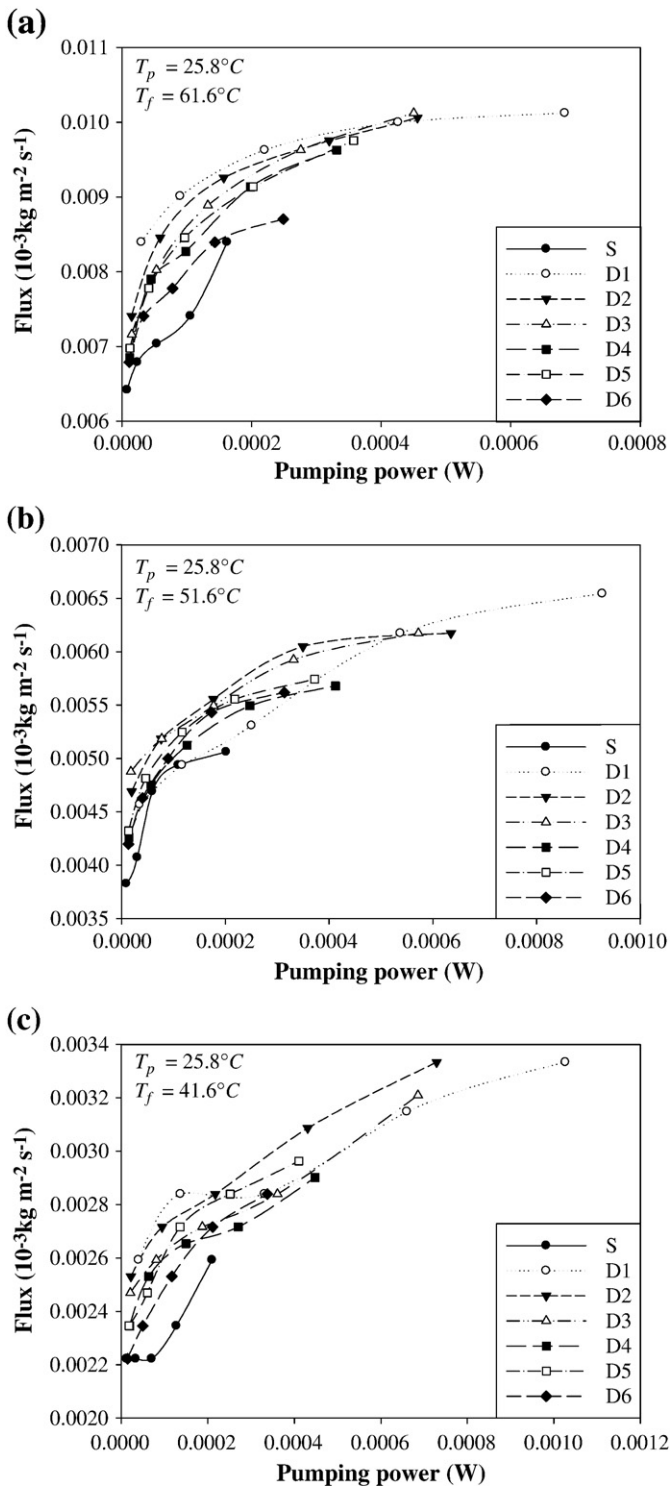 (a)
0.011
0.010
0.009
0.008
0.007
0.006
Flux (10⁻³kg m⁻² s⁻¹)
T_p = 25.8°C
T_f = 61.6°C
S
D1
D2
D3
D4
D5
D6
0.0000 0.0002 0.0004 0.0006 0.0008
Pumping power (W)
(b)
0.0070
0.0065
0.0060
0.0055
0.0050
0.0045
0.0040
0.0035
Flux (10⁻³kg m⁻² s⁻¹)
T_p = 25.8°C
T_f = 51.6°C
S
D1
D2
D3
D4
D5
D6
0.0000 0.0002 0.0004 0.0006 0.0008 0.0010
Pumping power (W)
(c)
0.0034
0.0032
0.0030
0.0028
0.0026
0.0024
0.0022
0.0020
Flux (10⁻³kg m⁻² s⁻¹)
T_p = 25.8°C
T_f = 41.6°C
S
D1
D2
D3
D4
D5
D6
0.0000 0.0002 0.0004 0.0006 0.0008 0.0010 0.0012
Pumping power (W)